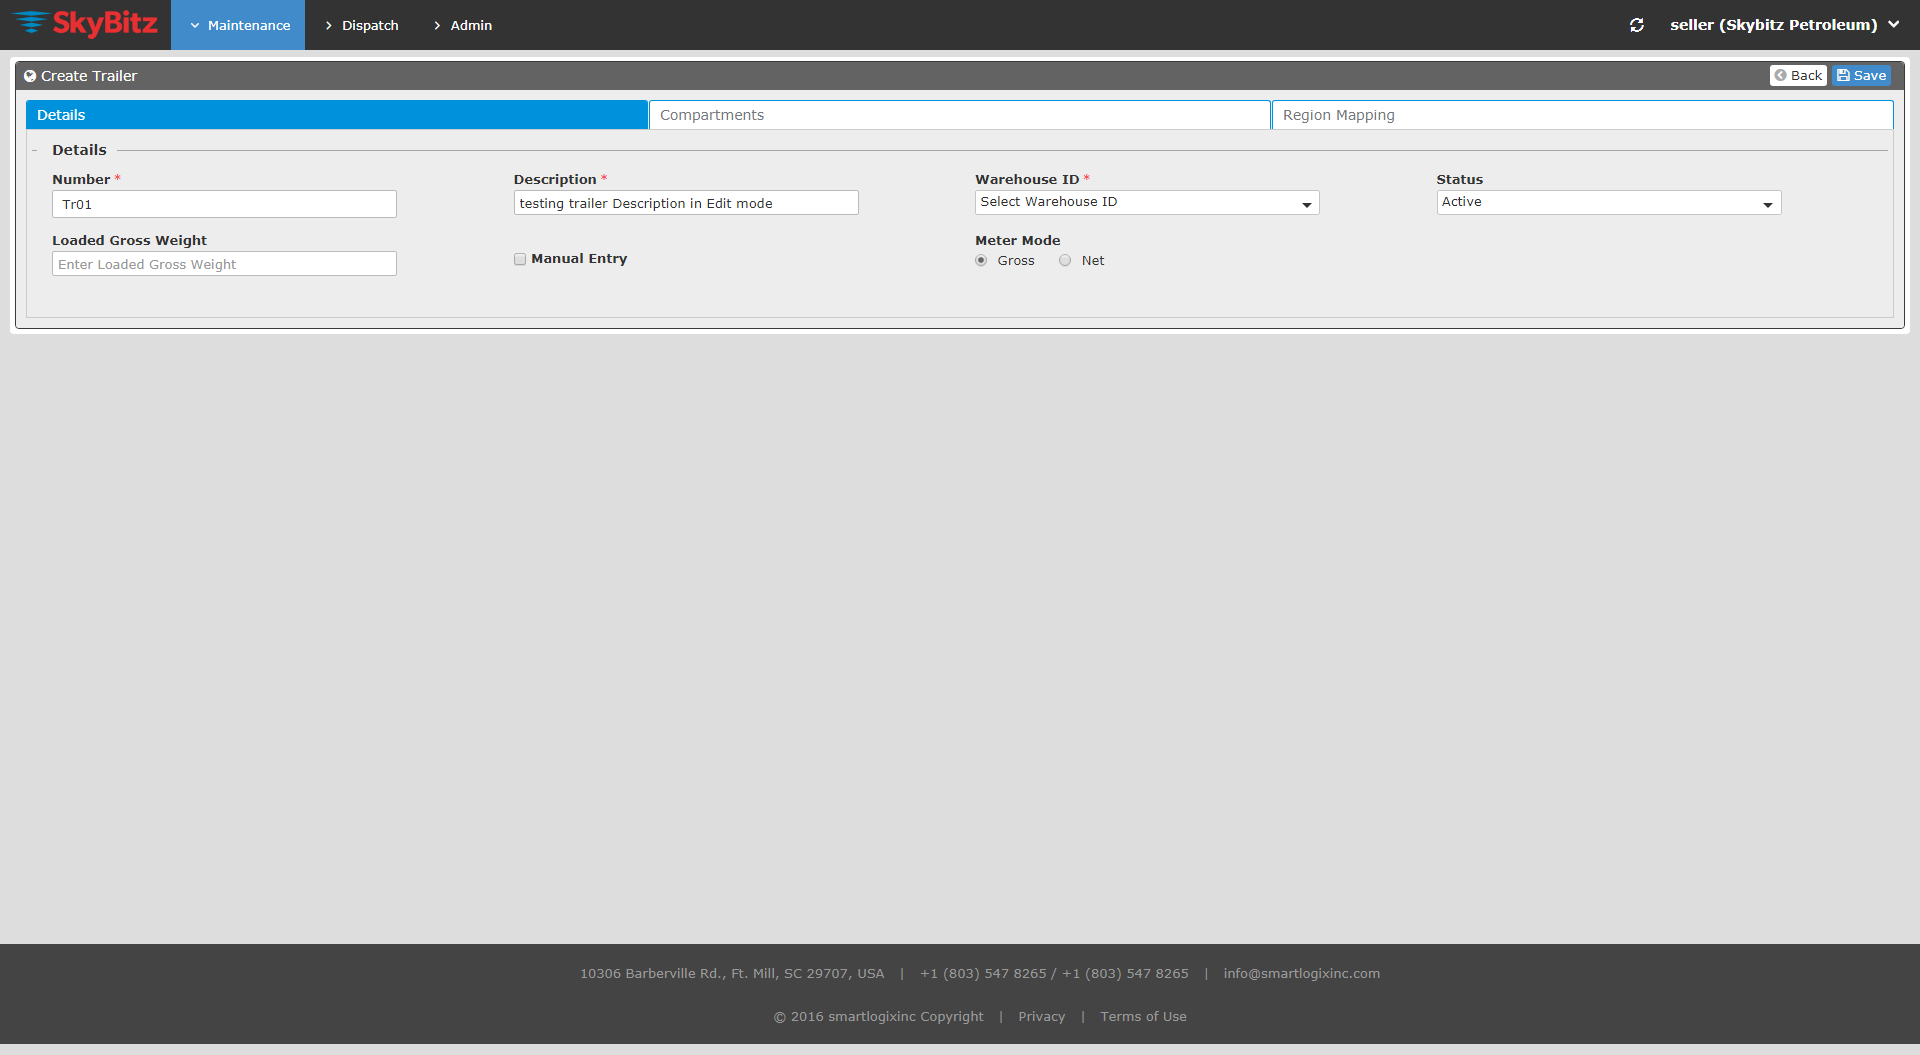 SkyBitz Maintenance Dispatch Admin seller (Skybitz Petroleum)
Create Trailer Back Save
Details Compartments Region Mapping
- Details
Number * Description * Warehouse ID * Status
Tr01 testing trailer Description in Edit mode Select Warehouse ID Active
Loaded Gross Weight Meter Mode
Enter Loaded Gross Weight Manual Entry Gross Net
10306 Barberville Rd., Ft. Mill, SC 29707, USA | +1 (803) 547 8265 / +1 (803) 547 8265 | info@smartlogixinc.com
© 2016 smartlogixinc Copyright | Privacy | Terms of Use